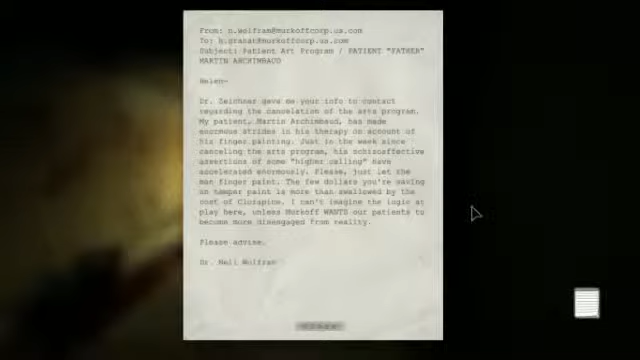 From: n.wolfram@murkoffcorp.us.com
To: h.granat@murkoffcorp.us.com
Subject: Patient Art Program / PATIENT "FATHER"
MARTIN ARCHIMBAUD
Helen-
Dr. Zeichner gave me your info to contact
regarding the cancelation of the arts program.
My patient, Martin Archimbaud, has made
enormous strides in his therapy on account of
his finger painting. Just in the week since
canceling the arts program, his schizoaffective
assertions of some "higher calling" have
accelerated enormously. Please, just let the
man finger paint. The few dollars you're saving
on tamper paint is more than swallowed by the
cost of Clozapine. I can't imagine the logic at
play here, unless Murkoff WANTS our patients to
become more disengaged from reality.
Please advise.
Dr. Neil Wolfram